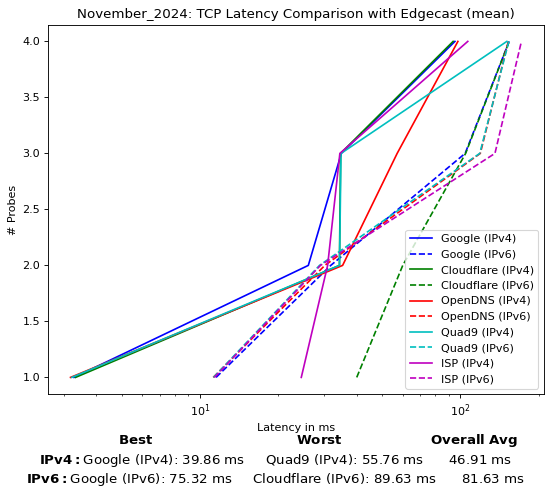 November_2024: TCP Latency Comparison with Edgecast (mean)
4.0
3.5
3.0
2.5
2.0
1.5
1.0
# Probes
Google (IPv4)
Google (IPv6)
Cloudflare (IPv4)
Cloudflare (IPv6)
OpenDNS (IPv4)
OpenDNS (IPv6)
Quad9 (IPv4)
Quad9 (IPv6)
ISP (IPv4)
ISP (IPv6)
10¹ 10²
Latency in ms
Best Worst Overall Avg
IPv4: Google (IPv4): 39.86 ms Quad9 (IPv4): 55.76 ms 46.91 ms
IPv6: Google (IPv6): 75.32 ms Cloudflare (IPv6): 89.63 ms 81.63 ms